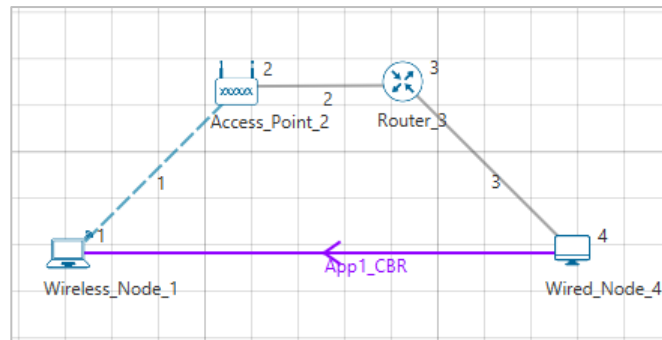 2
3
2
Access_Point_2
Router_3
1
3
1
4
App1_CBR
Wireless_Node_1
Wired_Node_4